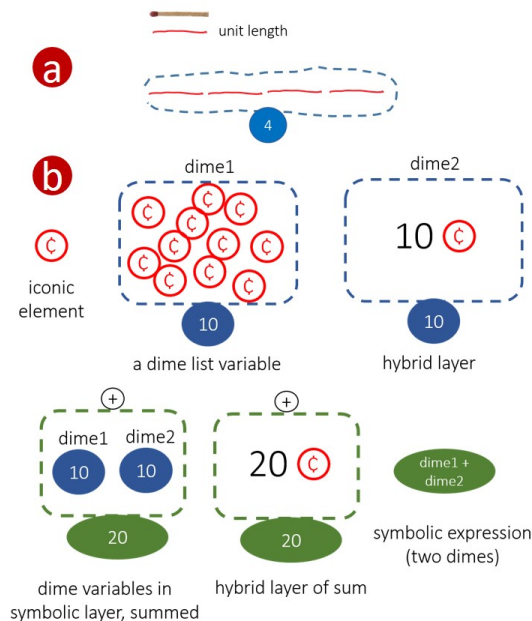 unit length
a
4
b
dime1
dime2
¢
¢ ¢ ¢ ¢ ¢ ¢ ¢ ¢ ¢ ¢ ¢
10 ¢
iconic
element
10
10
a dime list variable
hybrid layer
+
+
dime1 dime2
10 10
20 ¢
dime1 +
dime2
20
20
symbolic expression
(two dimes)
dime variables in
symbolic layer, summed
hybrid layer of sum